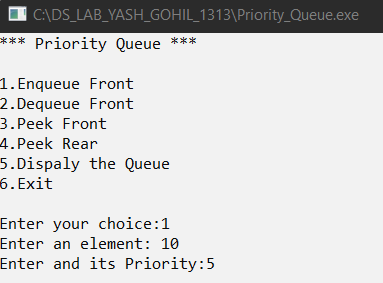 C:\DS_LAB_YASH_GOHIL_1313\Priority_Queue.exe
*** Priority Queue ***
1.Enqueue Front
2.Dequeue Front
3.Peek Front
4.Peek Rear
5.Dispaly the Queue
6.Exit
Enter your choice:1
Enter an element: 10
Enter and its Priority:5